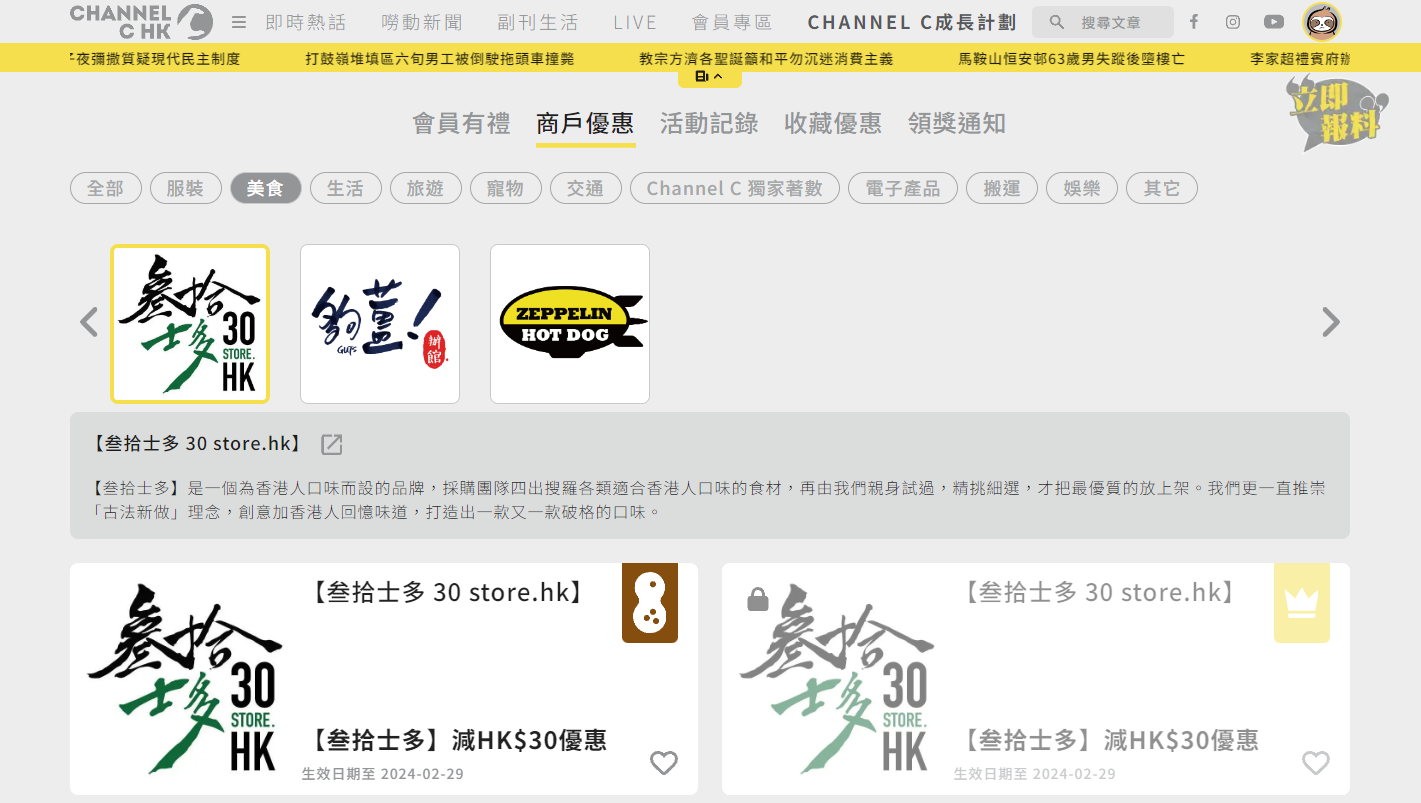 CHANNEL
C HK
即時熱話
嘮動新聞
副刊生活
LIVE
會員專區
CHANNEL C成長計劃
搜尋文章
子夜彌撒質疑現代民主制度
打鼓嶺堆填區六旬男工被倒駛拖頭車撞斃
教宗方濟各聖誕籲和平勿沉迷消費主義
馬鞍山恒安邨63歲男失蹤後墮樓亡
李家超禮賓府辦
立即
報料
會員有禮
商戶優惠
活動記錄
收藏優惠
領獎通知
全部
服裝
美食
生活
旅遊
寵物
交通
Channel C 獨家著數
電子產品
搬運
娛樂
其它
叁拾
士多
30
STORE.
HK
夠薑!
GUTS
辦館
ZEPPELIN
HOT DOG
【叁拾士多 30 store.hk】
【叁拾士多】是一個為香港人口味而設的品牌，採購團隊四出搜羅各類適合香港人口味的食材，再由我們親身試過，精挑細選，才把最優質的放上架。我們更一直推崇
「古法新做」理念，創意加香港人回憶味道，打造出一款又一款破格的口味。
叁拾
士多
30
STORE.
HK
【叁拾士多 30 store.hk】
【叁拾士多】減HK$30優惠
生效日期至 2024-02-29
叁拾
士多
30
STORE.
HK
【叁拾士多 30 store.hk】
【叁拾士多】減HK$30優惠
生效日期至 2024-02-29